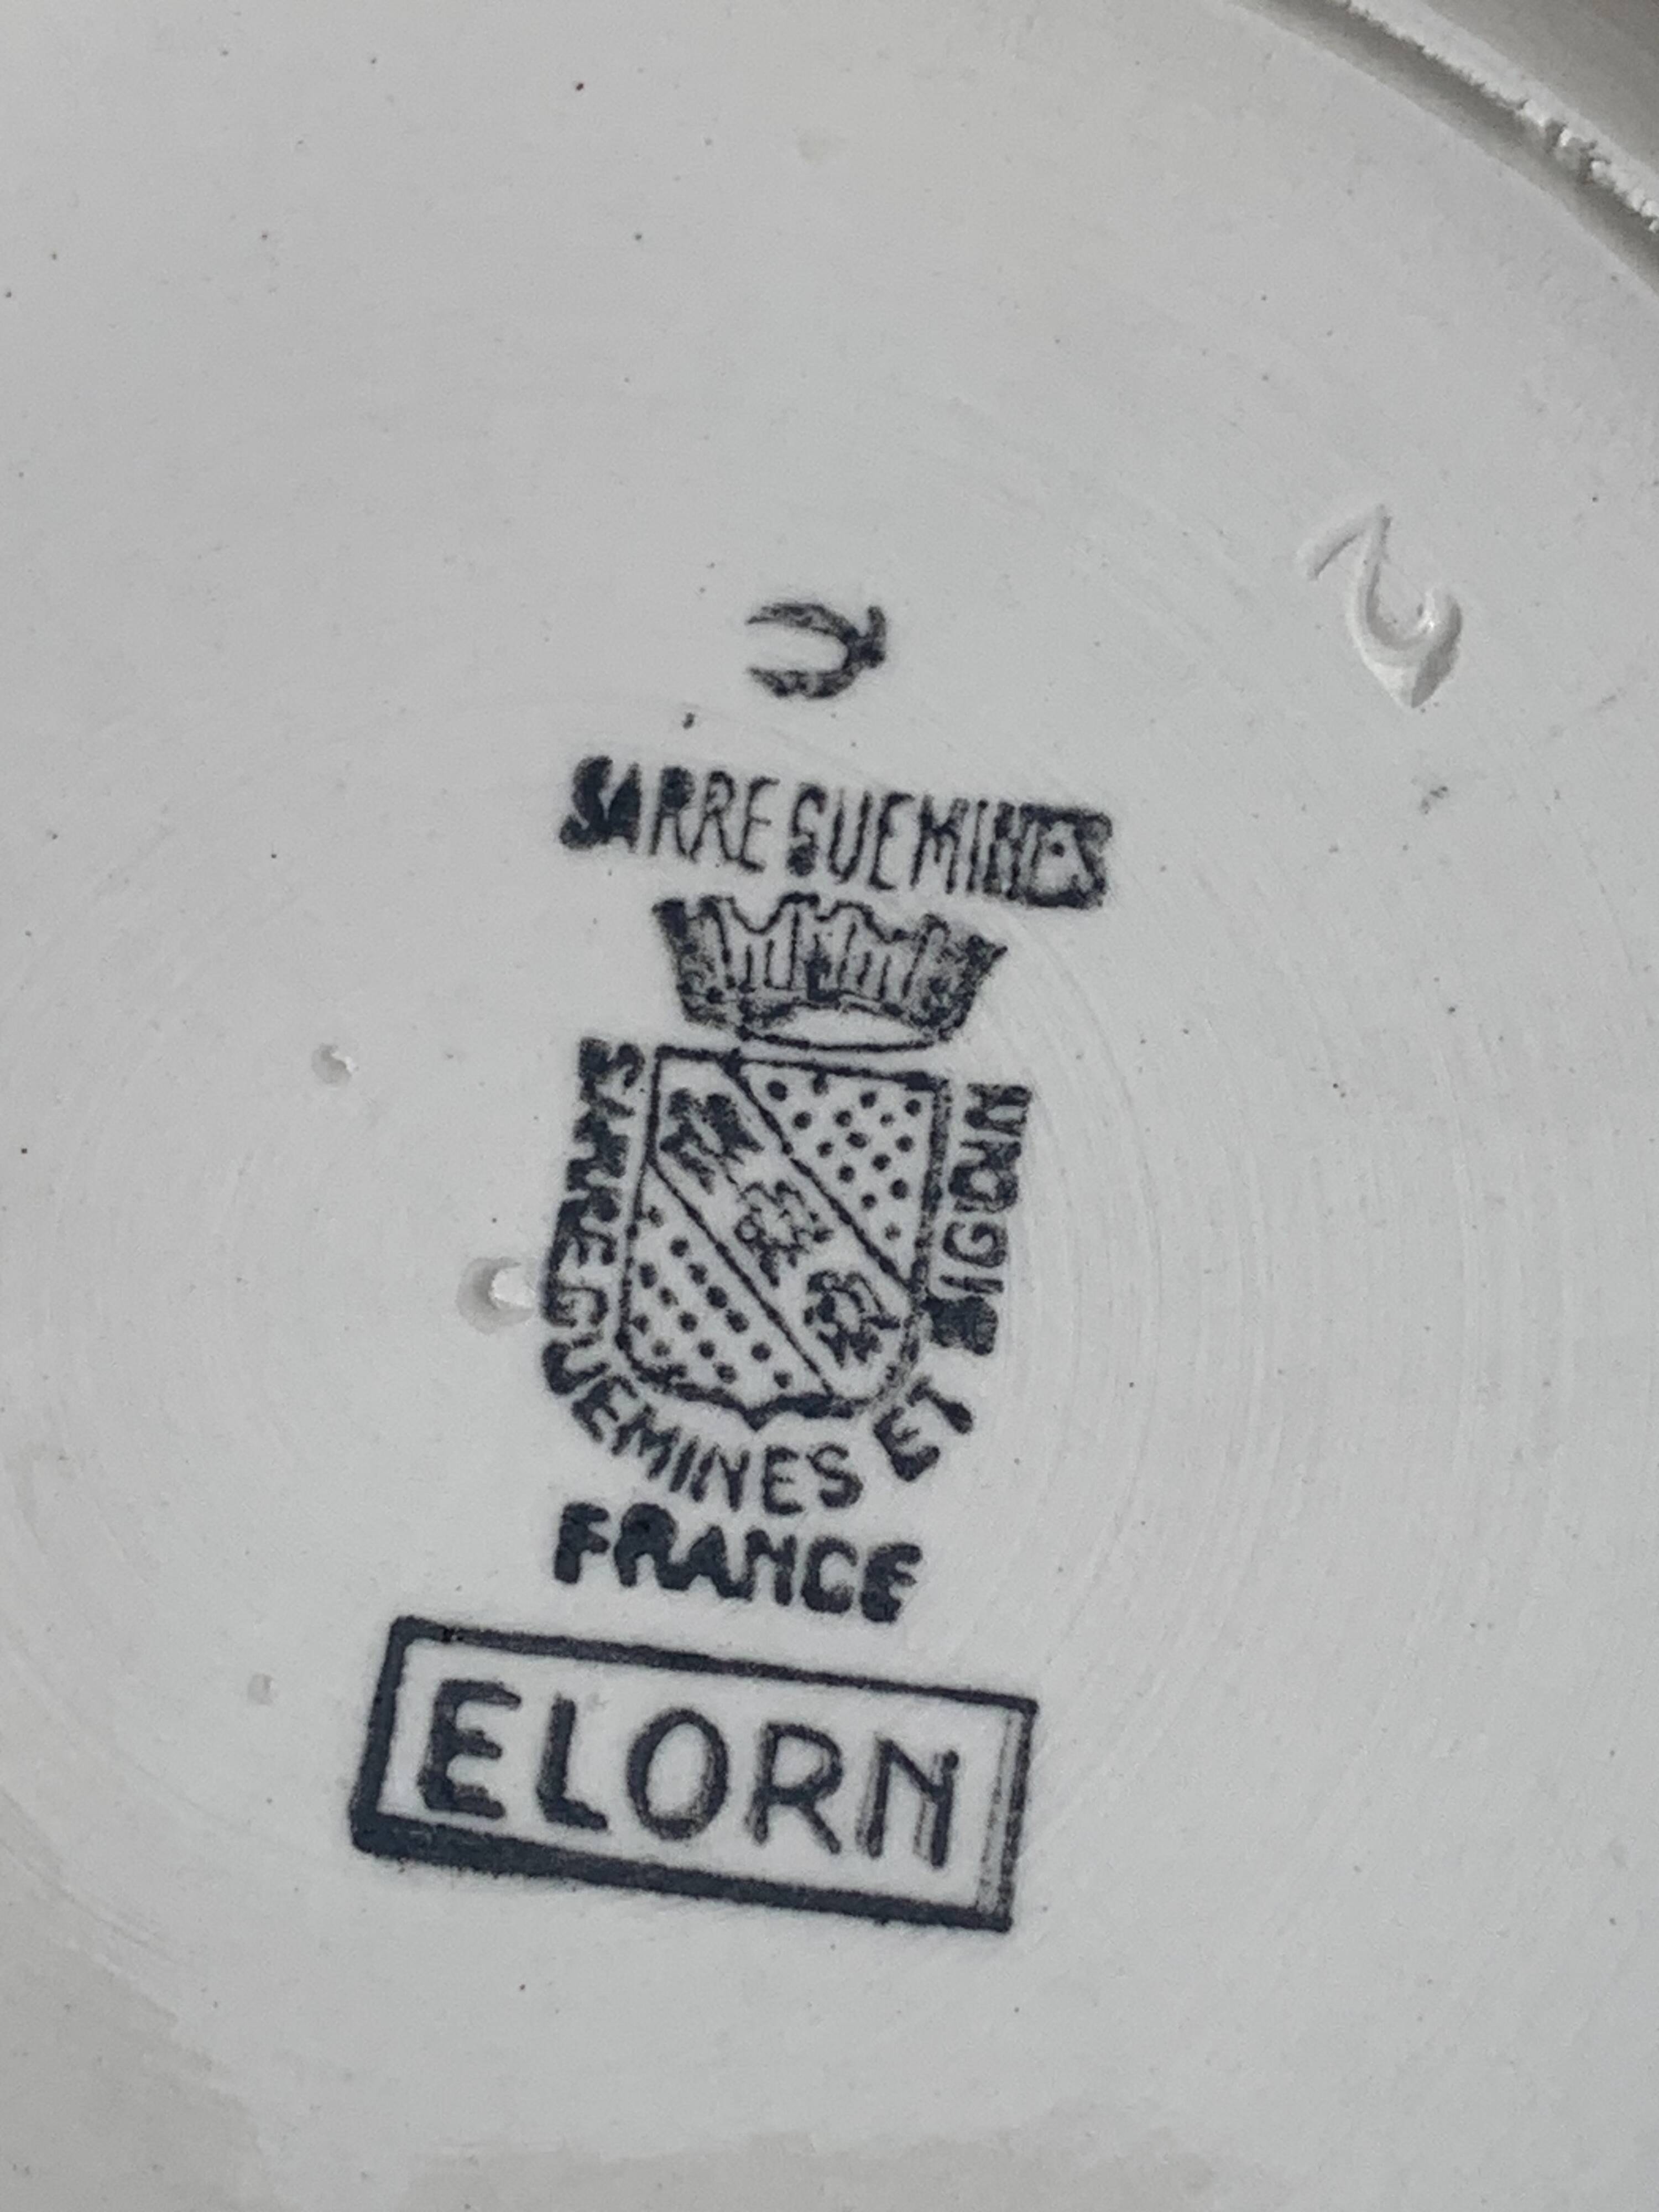 SARREGUEMINES
SARREGUEMINES ET DIGOIN
FRANCE
ELORN